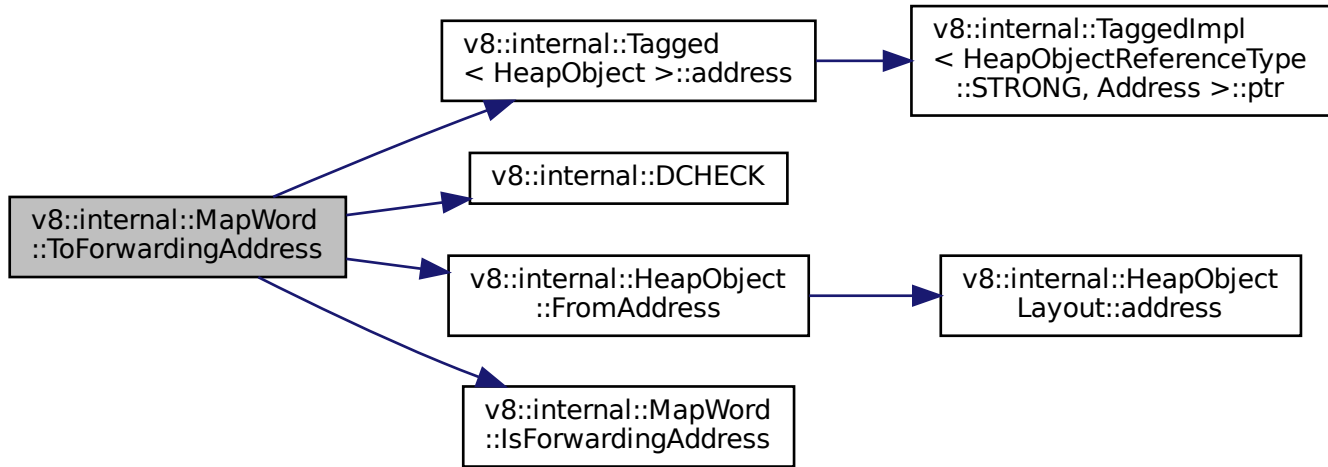 v8::internal::MapWord
::ToForwardingAddress
v8::internal::Tagged
< HeapObject >::address
v8::internal::TaggedImpl
< HeapObjectReferenceType
::STRONG, Address >::ptr
v8::internal::DCHECK
v8::internal::HeapObject
::FromAddress
v8::internal::HeapObject
Layout::address
v8::internal::MapWord
::IsForwardingAddress